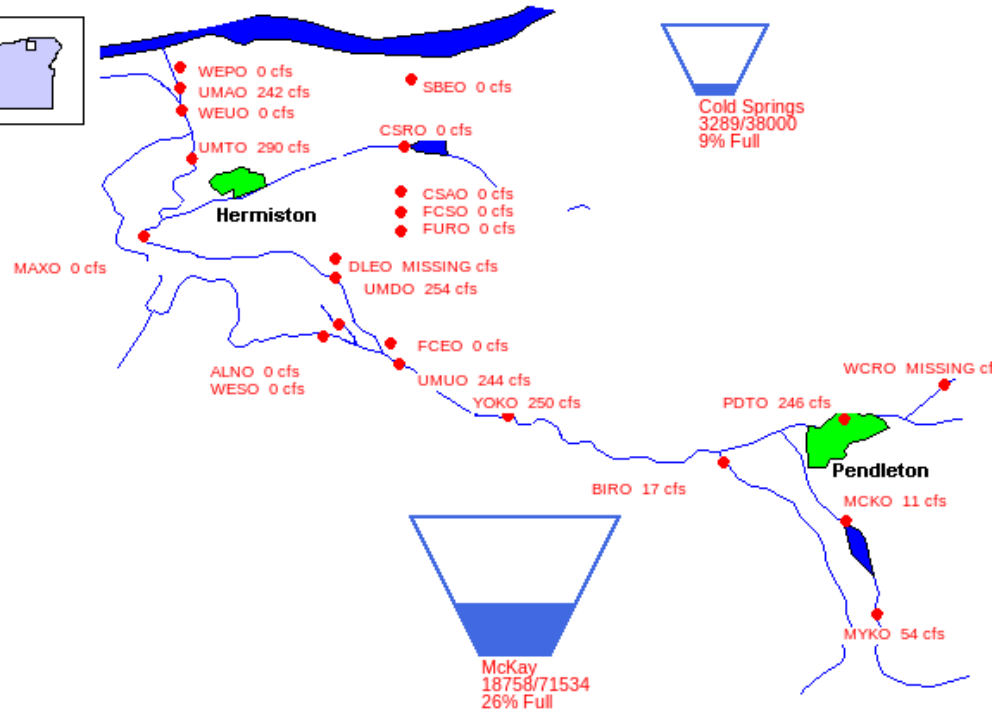 WEPO 0 cfs
UMAO 242 cfs
WEUO 0 cfs
SBEO 0 cfs
Cold Springs
3289/38000
9% Full
CSRO 0 cfs
UMTO 290 cfs
CSAO 0 cfs
FCSO 0 cfs
FURO 0 cfs
Hermiston
MAXO 0 cfs
DLEO MISSING cfs
UMDO 254 cfs
FCEO 0 cfs
ALNO 0 cfs
WESO 0 cfs
UMUO 244 cfs
YOKO 250 cfs
WCRO MISSING cf
PDTO 246 cfs
Pendleton
BIRO 17 cfs
MCKO 11 cfs
MYKO 54 cfs
McKay
18758/71534
26% Full